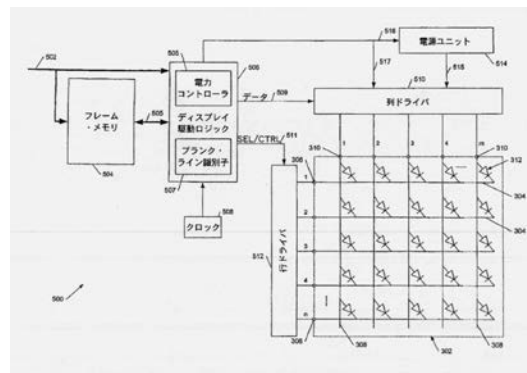 502
505
電力
コントローラ
506
516
電源ユニット
514
517
515
フレーム
・メモリ
504
505
ディスプレイ
駆動ロジック
データ
509
510
列ドライバ
ブランク・
ライン識別子
507
SEL/CTRL
511
クロック
508
310
1
2
3
4
m
310
306
312
1
304
2
304
3
512
行ドライバ
4
n
306
308
308
302
500